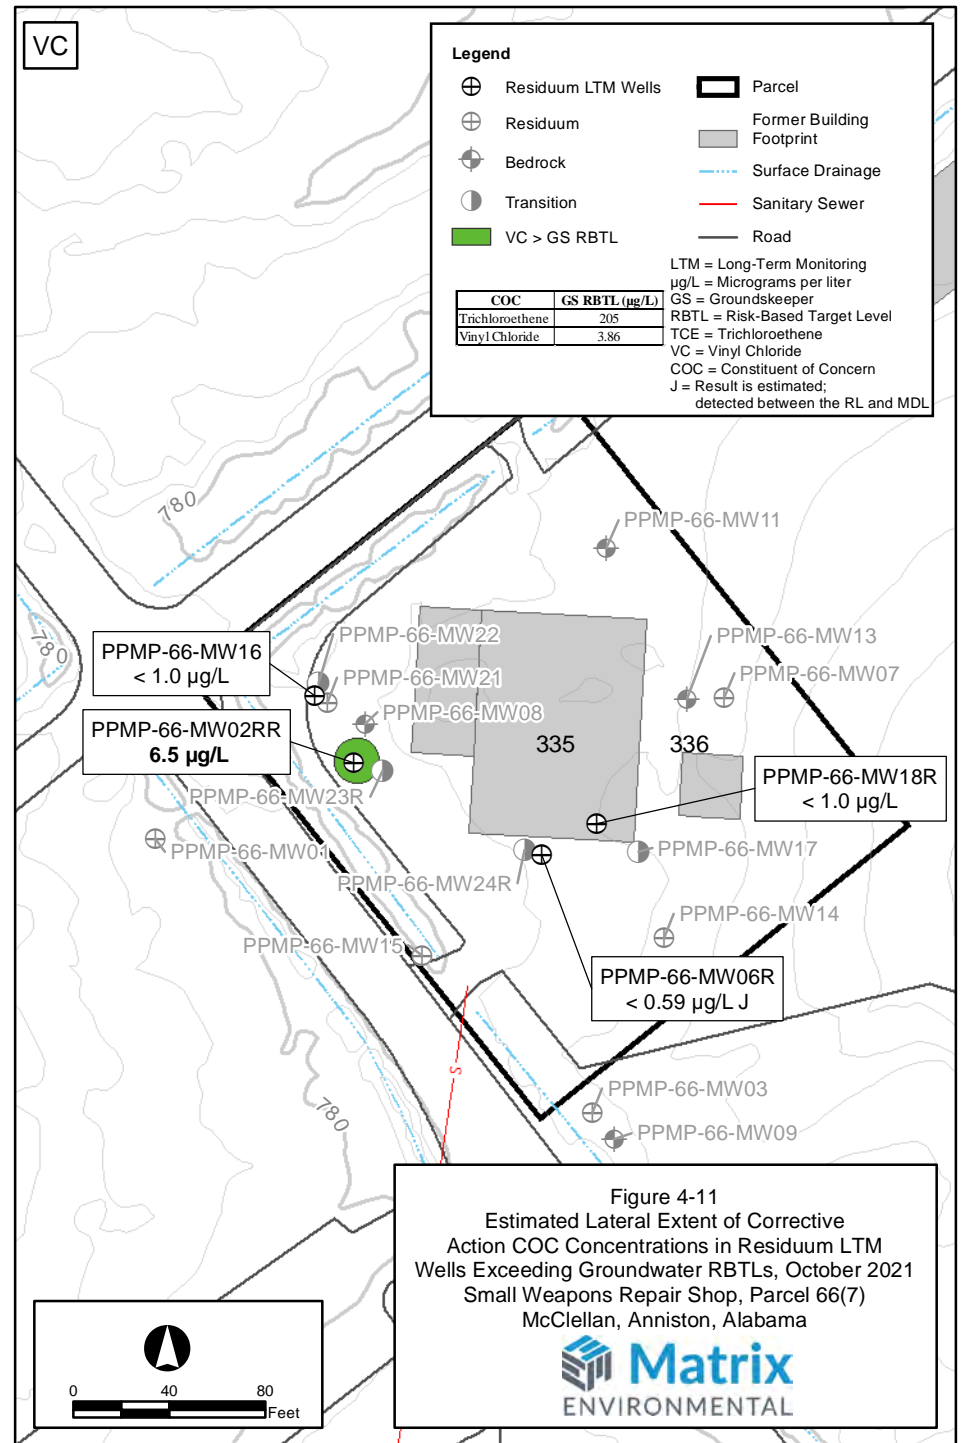 VC
Legend
Residuum LTM Wells
Residuum
Bedrock
Transition
VC > GS RBTL
Parcel
Former Building
Footprint
Surface Drainage
Sanitary Sewer
Road
COC GS RBTL (µg/L)
Trichloroethene 205
Vinyl Chloride 3.86
LTM = Long-Term Monitoring
µg/L = Micrograms per liter
GS = Groundskeeper
RBTL = Risk-Based Target Level
TCE = Trichloroethene
VC = Vinyl Chloride
COC = Constituent of Concern
J = Result is estimated;
detected between the RL and MDL
780
PPMP-66-MW11
780
PPMP-66-MW22
PPMP-66-MW13
PPMP-66-MW16
< 1.0 µg/L
PPMP-66-MW21
PPMP-66-MW07
PPMP-66-MW08
PPMP-66-MW02RR
6.5 µg/L
335
336
PPMP-66-MW23R
PPMP-66-MW18R
< 1.0 µg/L
PPMP-66-MW01
PPMP-66-MW17
PPMP-66-MW24R
PPMP-66-MW14
PPMP-66-MW15
PPMP-66-MW06R
< 0.59 µg/L J
S
780
PPMP-66-MW03
PPMP-66-MW09
Figure 4-11
Estimated Lateral Extent of Corrective
Action COC Concentrations in Residuum LTM
Wells Exceeding Groundwater RBTLs, October 2021
Small Weapons Repair Shop, Parcel 66(7)
McClellan, Anniston, Alabama
Matrix
ENVIRONMENTAL
0 40 80
Feet